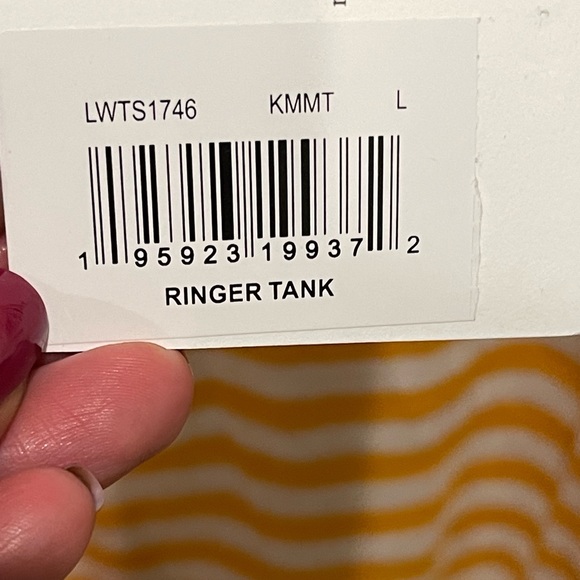 LWTS1746 KMMT L
1 95923 19937 2
RINGER TANK